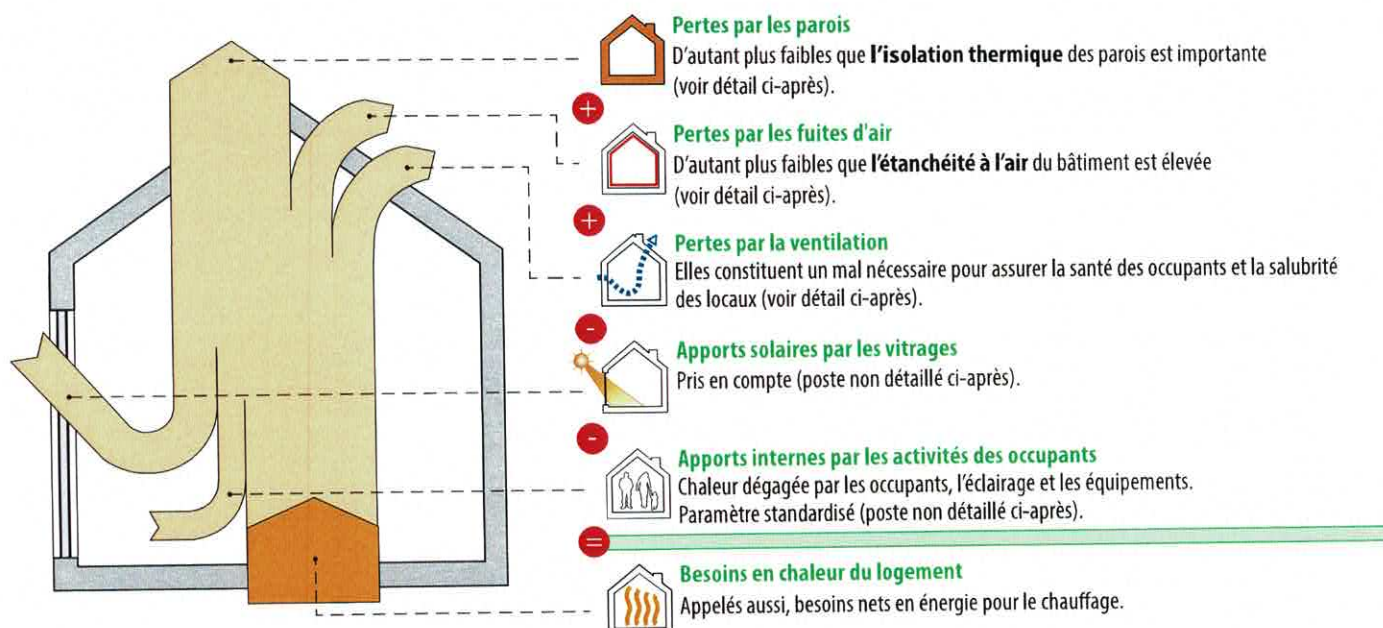 Pertes par les parois
D'autant plus faibles que l'isolation thermique des parois est importante
(voir détail ci-après).
+
Pertes par les fuites d'air
D'autant plus faibles que l'étanchéité à l'air du bâtiment est élevée
(voir détail ci-après).
+
Pertes par la ventilation
Elles constituent un mal nécessaire pour assurer la santé des occupants et la salubrité
des locaux (voir détail ci-après).
-
Apports solaires par les vitrages
Pris en compte (poste non détaillé ci-après).
-
Apports internes par les activités des occupants
Chaleur dégagée par les occupants, l'éclairage et les équipements.
Paramètre standardisé (poste non détaillé ci-après).
=
Besoins en chaleur du logement
Appelés aussi, besoins nets en énergie pour le chauffage.